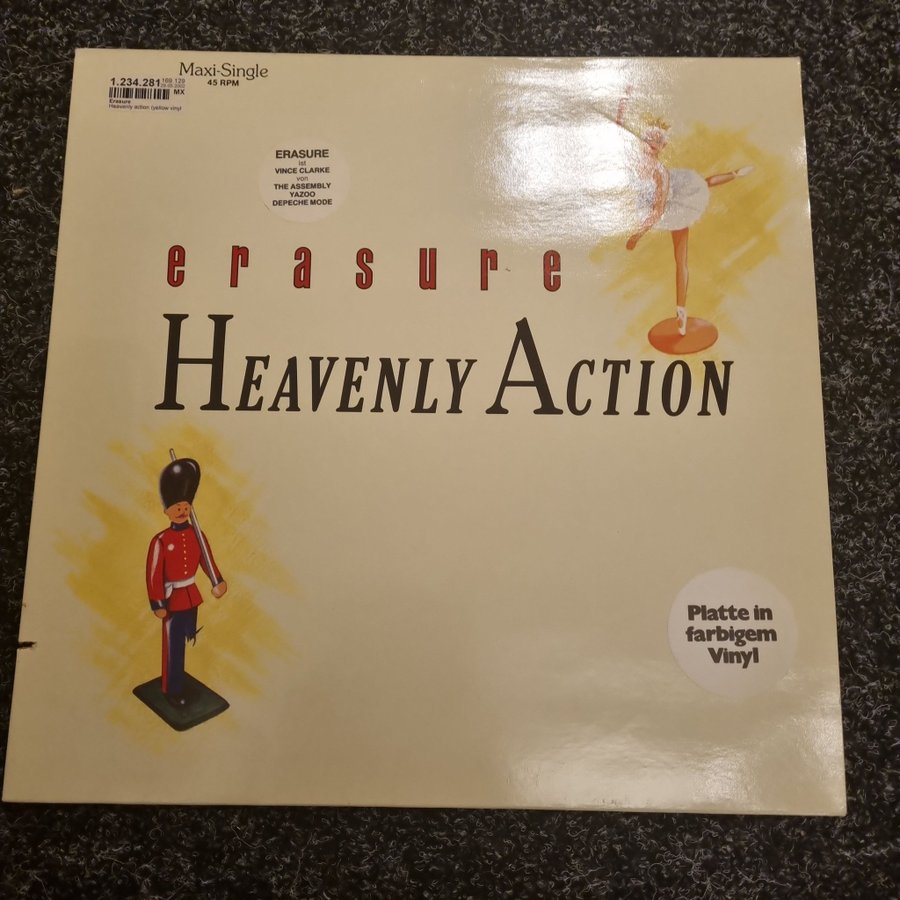 Maxi-Single
45 RPM
1.234.281
MX
Erasure
Heavenly action (yellow vinyl
ERASURE
ist
VINCE CLARKE
von
THE ASSEMBLY
YAZOO
DEPECHE MODE
erasure
HEAVENLY ACTION
Platte in
farbigem
Vinyl